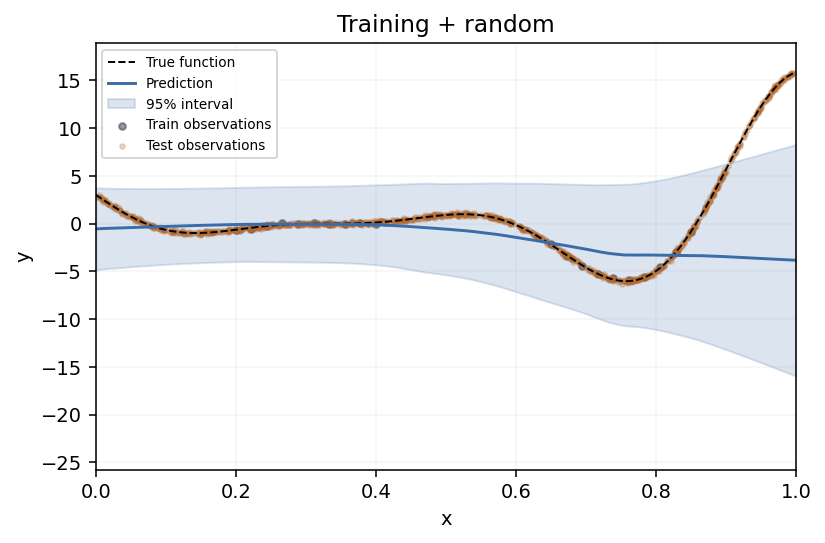 Training + random
True function
Prediction
95% interval
Train observations
Test observations
15
10
5
0
−5
−10
−15
−20
−25
y
0.0 0.2 0.4 0.6 0.8 1.0
x